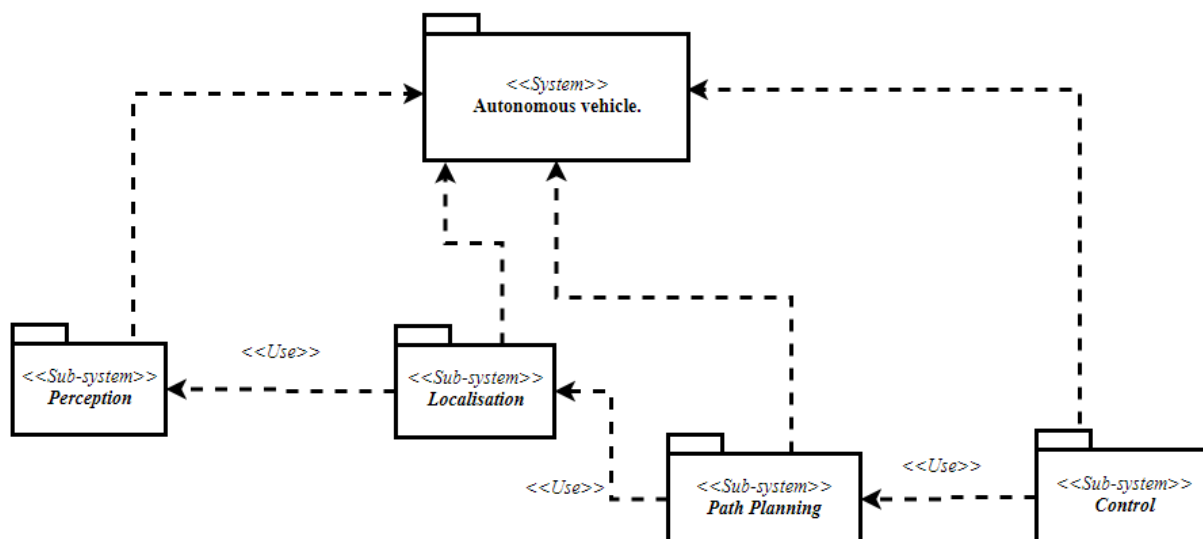 <<System>>
Autonomous vehicle.
<<Use>>
<<Sub-system>>
Perception
<<Sub-system>>
Localisation
<<Use>>
<<Sub-system>>
Path Planning
<<Use>>
<<Sub-system>>
Control